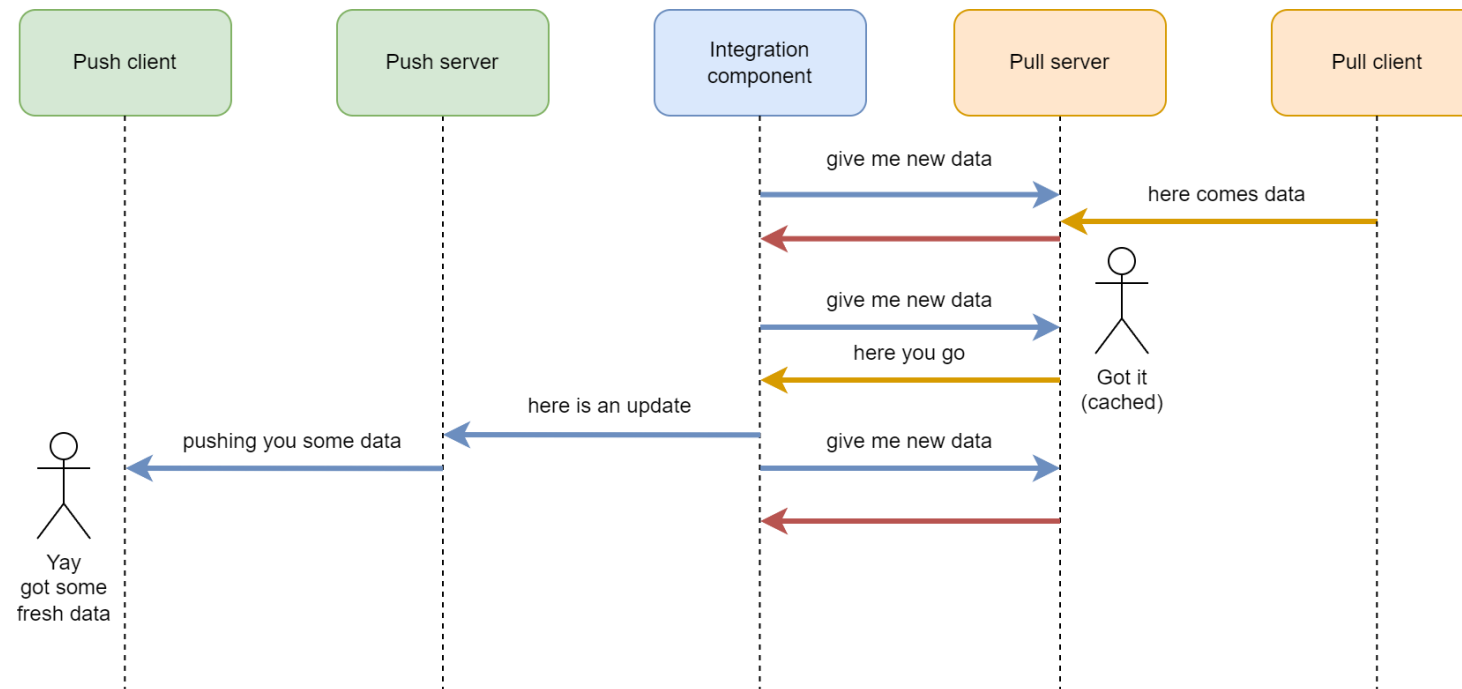 Push client
Push server
Integration
component
Pull server
Pull client
give me new data
here comes data
give me new data
here you go
Got it
(cached)
here is an update
pushing you some data
give me new data
Yay
got some
fresh data